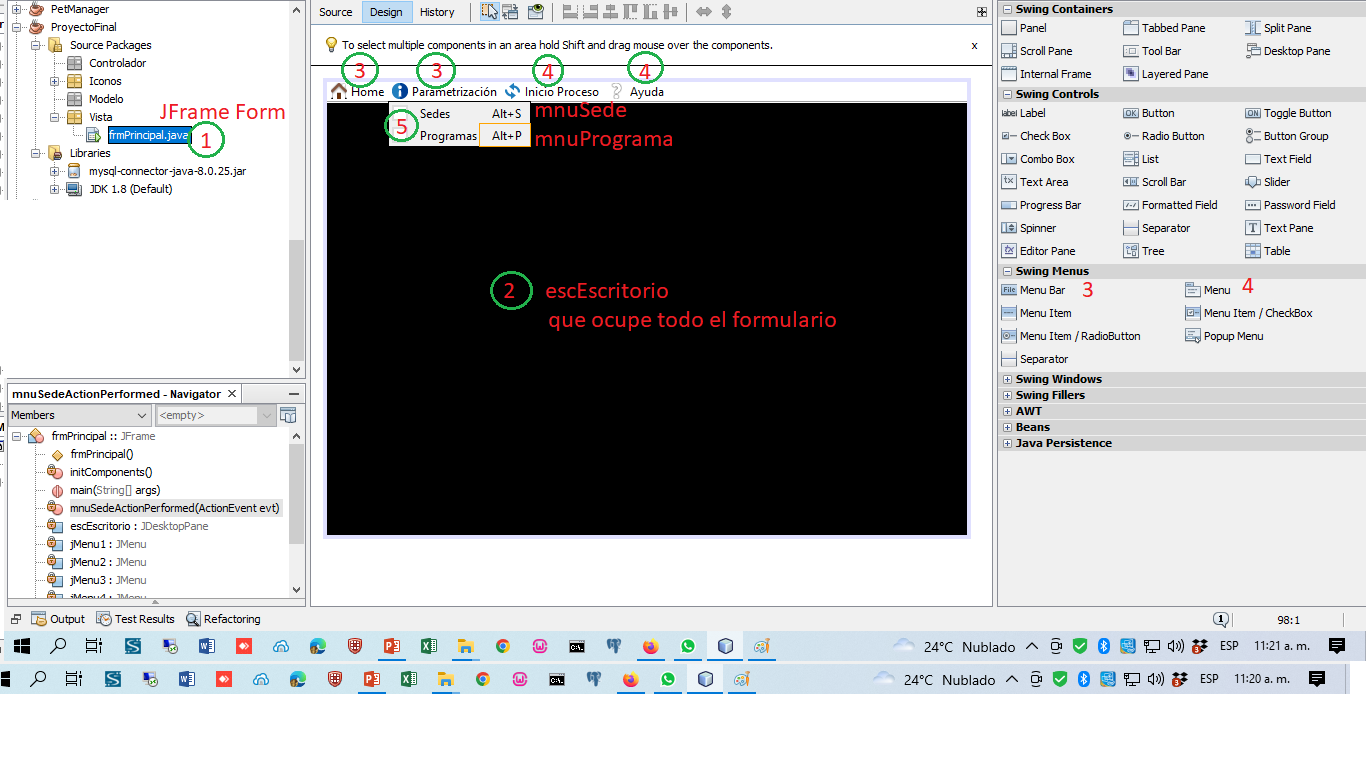 PetManager
ProyectoFinal
Source Packages
Controlador
Iconos
Modelo
Vista
JFrame Form
frmPrincipal.java
1
Libraries
mysql-connector-java-8.0.25.jar
JDK 1.8 (Default)
mnuSedeActionPerformed - Navigator
Members
<empty>
frmPrincipal :: JFrame
frmPrincipal()
initComponents()
main(String[] args)
mnuSedeActionPerformed(ActionEvent evt)
escEscritorio : JDesktopPane
jMenu1 : JMenu
jMenu2 : JMenu
jMenu3 : JMenu
jMenu4 : JMenu
Source Design History
To select multiple components in an area hold Shift and drag mouse over the components. x
3 3 4 4
Home Parametrización Inicio Proceso ? Ayuda
Sedes Alt+S mnuSede
5
Programas Alt+P mnuPrograma
2 escEscritorio
que ocupe todo el formulario
Swing Containers
Panel Tabbed Pane Split Pane
Scroll Pane Tool Bar Desktop Pane
Internal Frame Layered Pane
Swing Controls
label Label OK Button ON Toggle Button
Check Box Radio Button Button Group
Combo Box List Text Field
Text Area Scroll Bar Slider
Progress Bar Formatted Field Password Field
Spinner Separator Text Pane
Editor Pane Tree Table
Swing Menus
File Menu Bar 3 Menu 4
Menu Item Menu Item / CheckBox
Menu Item / RadioButton Popup Menu
Separator
Swing Windows
Swing Fillers
AWT
Beans
Java Persistence
Output Test Results Refactoring
1 98:1
24°C Nublado ESP 11:21 a. m.
24°C Nublado ESP 11:20 a. m.